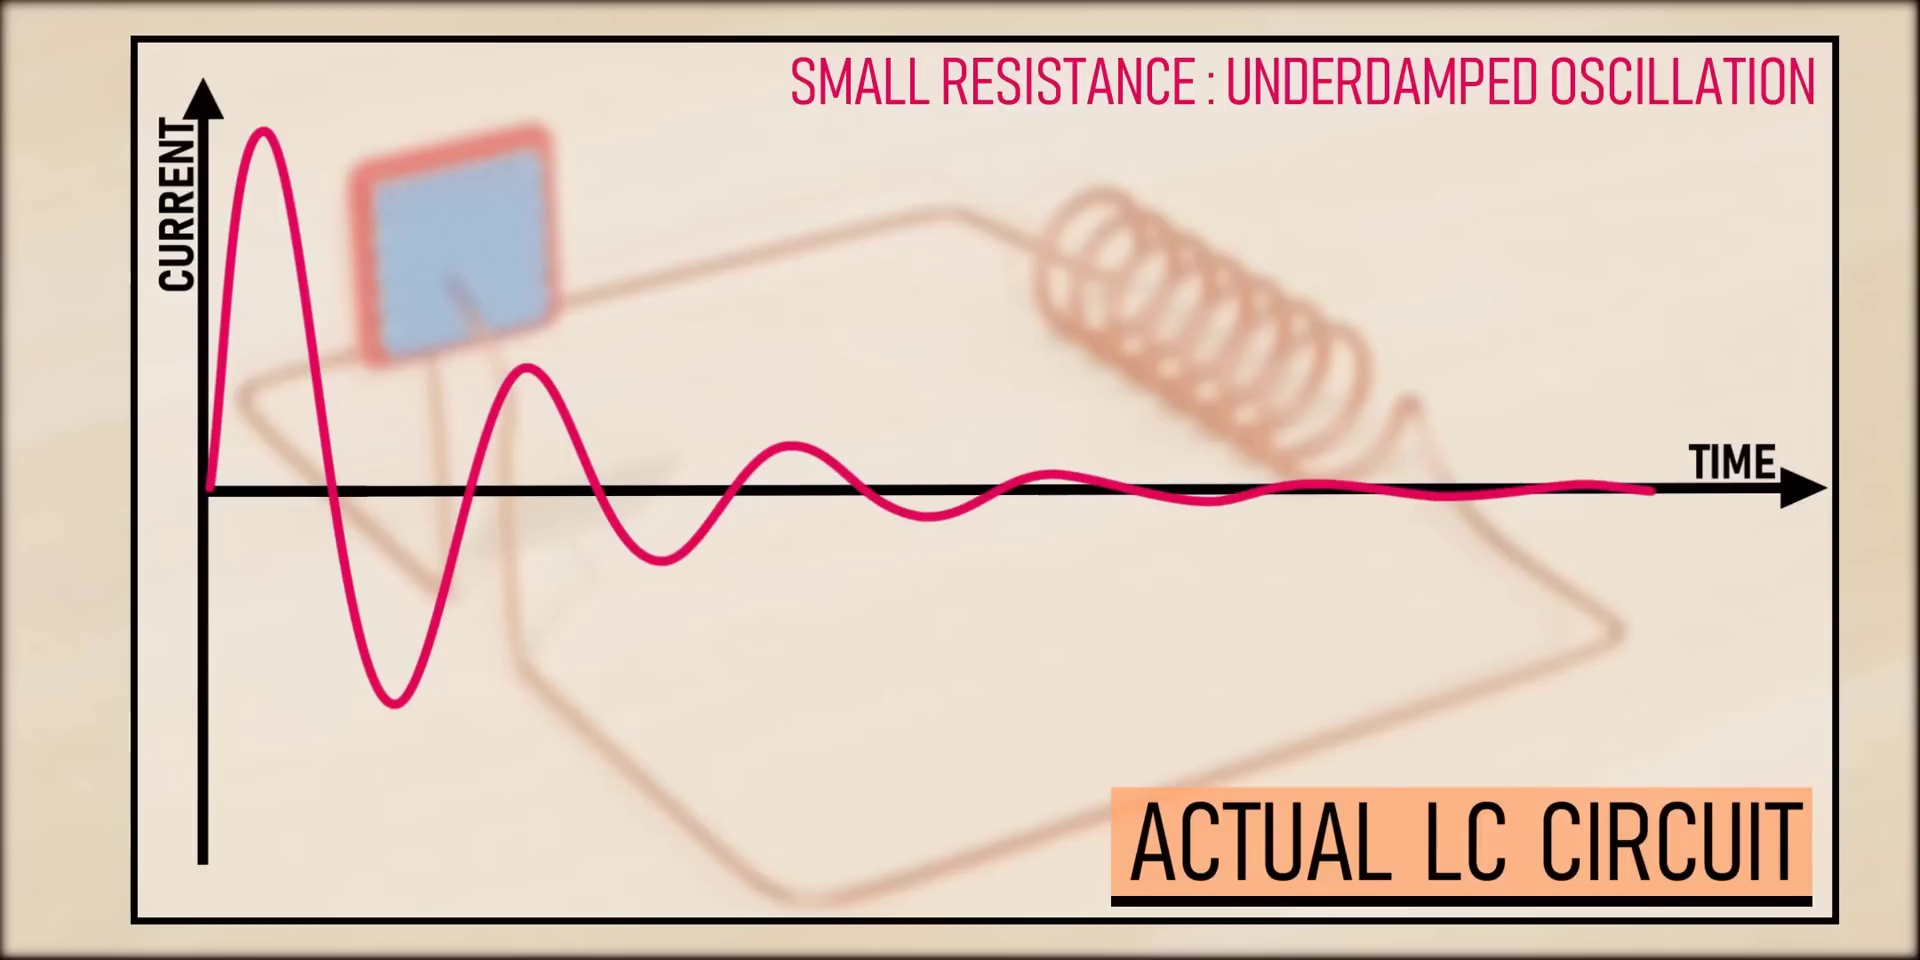 SMALL RESISTANCE : UNDERDAMPED OSCILLATION
CURRENT
TIME
ACTUAL LC CIRCUIT